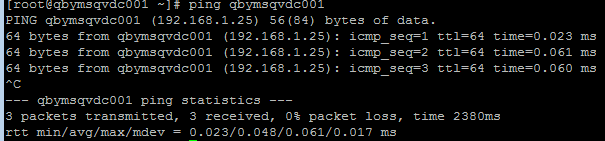 [root@qbymsqvdc001 ~]# ping qbymsqvdc001
PING qbymsqvdc001 (192.168.1.25) 56(84) bytes of data.
64 bytes from qbymsqvdc001 (192.168.1.25): icmp_seq=1 ttl=64 time=0.023 ms
64 bytes from qbymsqvdc001 (192.168.1.25): icmp_seq=2 ttl=64 time=0.061 ms
64 bytes from qbymsqvdc001 (192.168.1.25): icmp_seq=3 ttl=64 time=0.060 ms
^C
--- qbymsqvdc001 ping statistics ---
3 packets transmitted, 3 received, 0% packet loss, time 2380ms
rtt min/avg/max/mdev = 0.023/0.048/0.061/0.017 ms